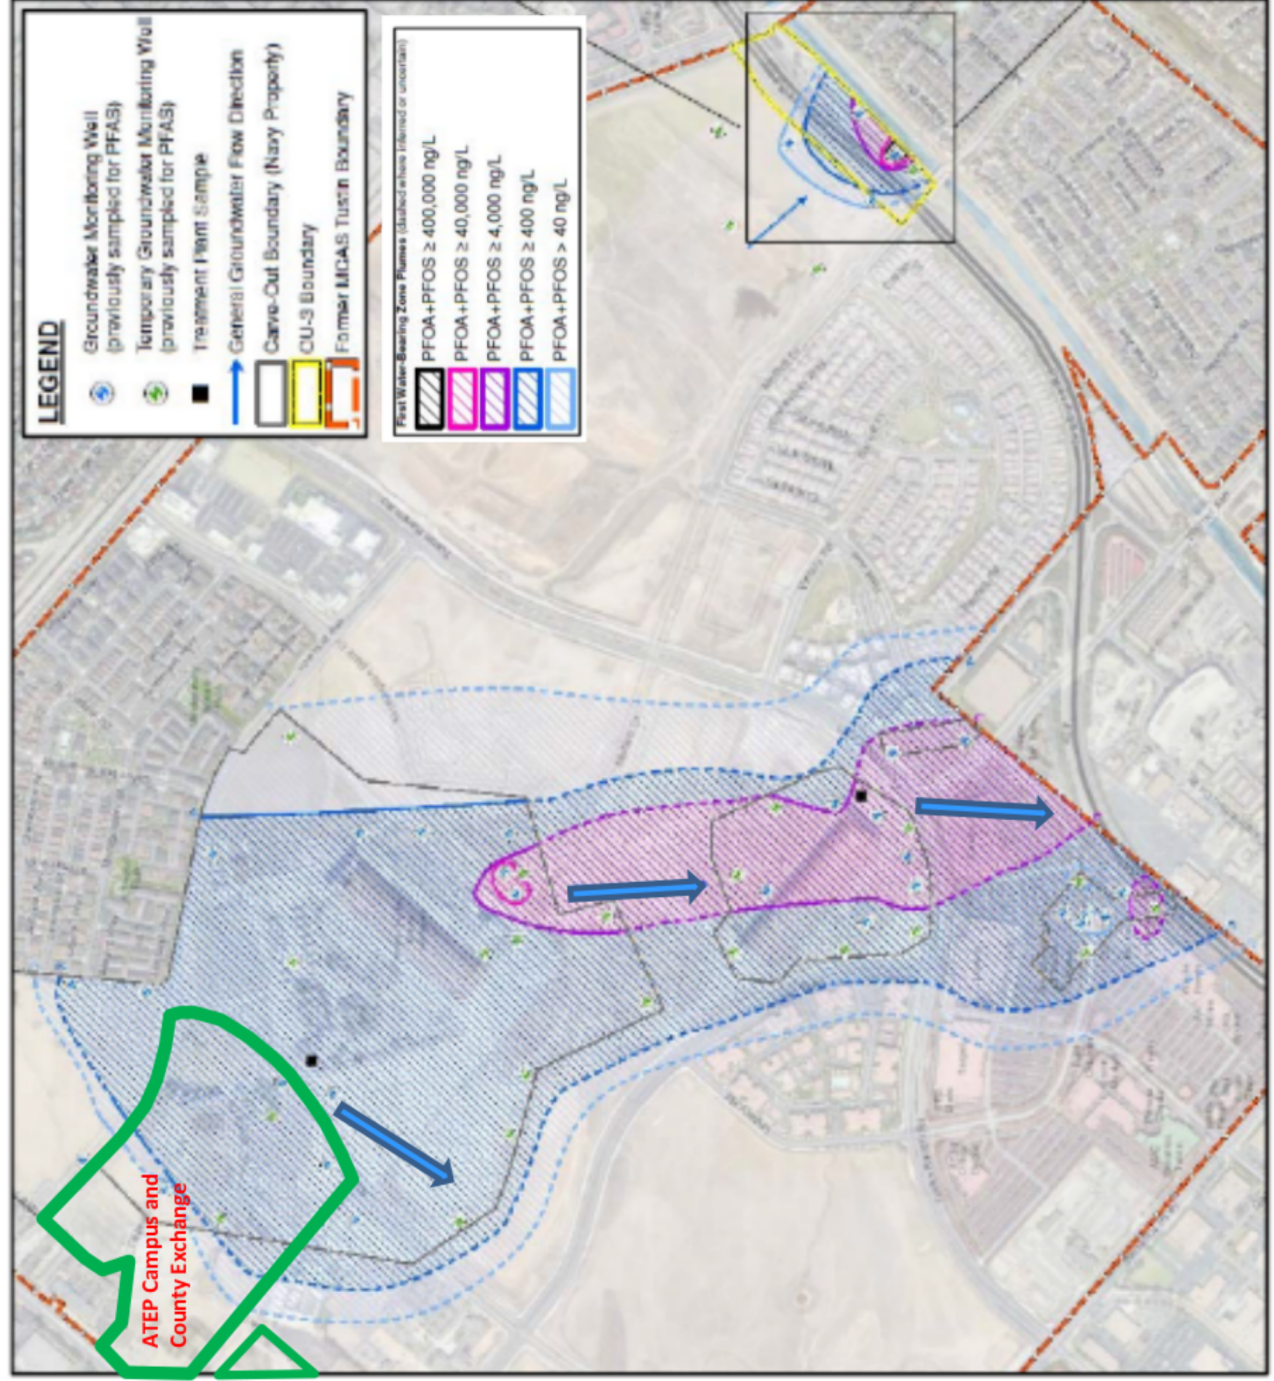 LEGEND
Groundwater Monitoring Well
(previously sampled for PFAS)
Temporary Groundwater Monitoring Well
(previously sampled for PFAS)
Treatment Plant Sample
General Groundwater Flow Direction
Carve-Out Boundary (Navy Property)
OU-3 Boundary
Former MCAS Tustin Boundary
First Water-Bearing Zone Plumes (dashed where inferred or uncertain)
PFOA+PFOS ≥ 400,000 ng/L
PFOA+PFOS ≥ 40,000 ng/L
PFOA+PFOS ≥ 4,000 ng/L
PFOA+PFOS ≥ 400 ng/L
PFOA+PFOS > 40 ng/L
ATEP Campus and
County Exchange